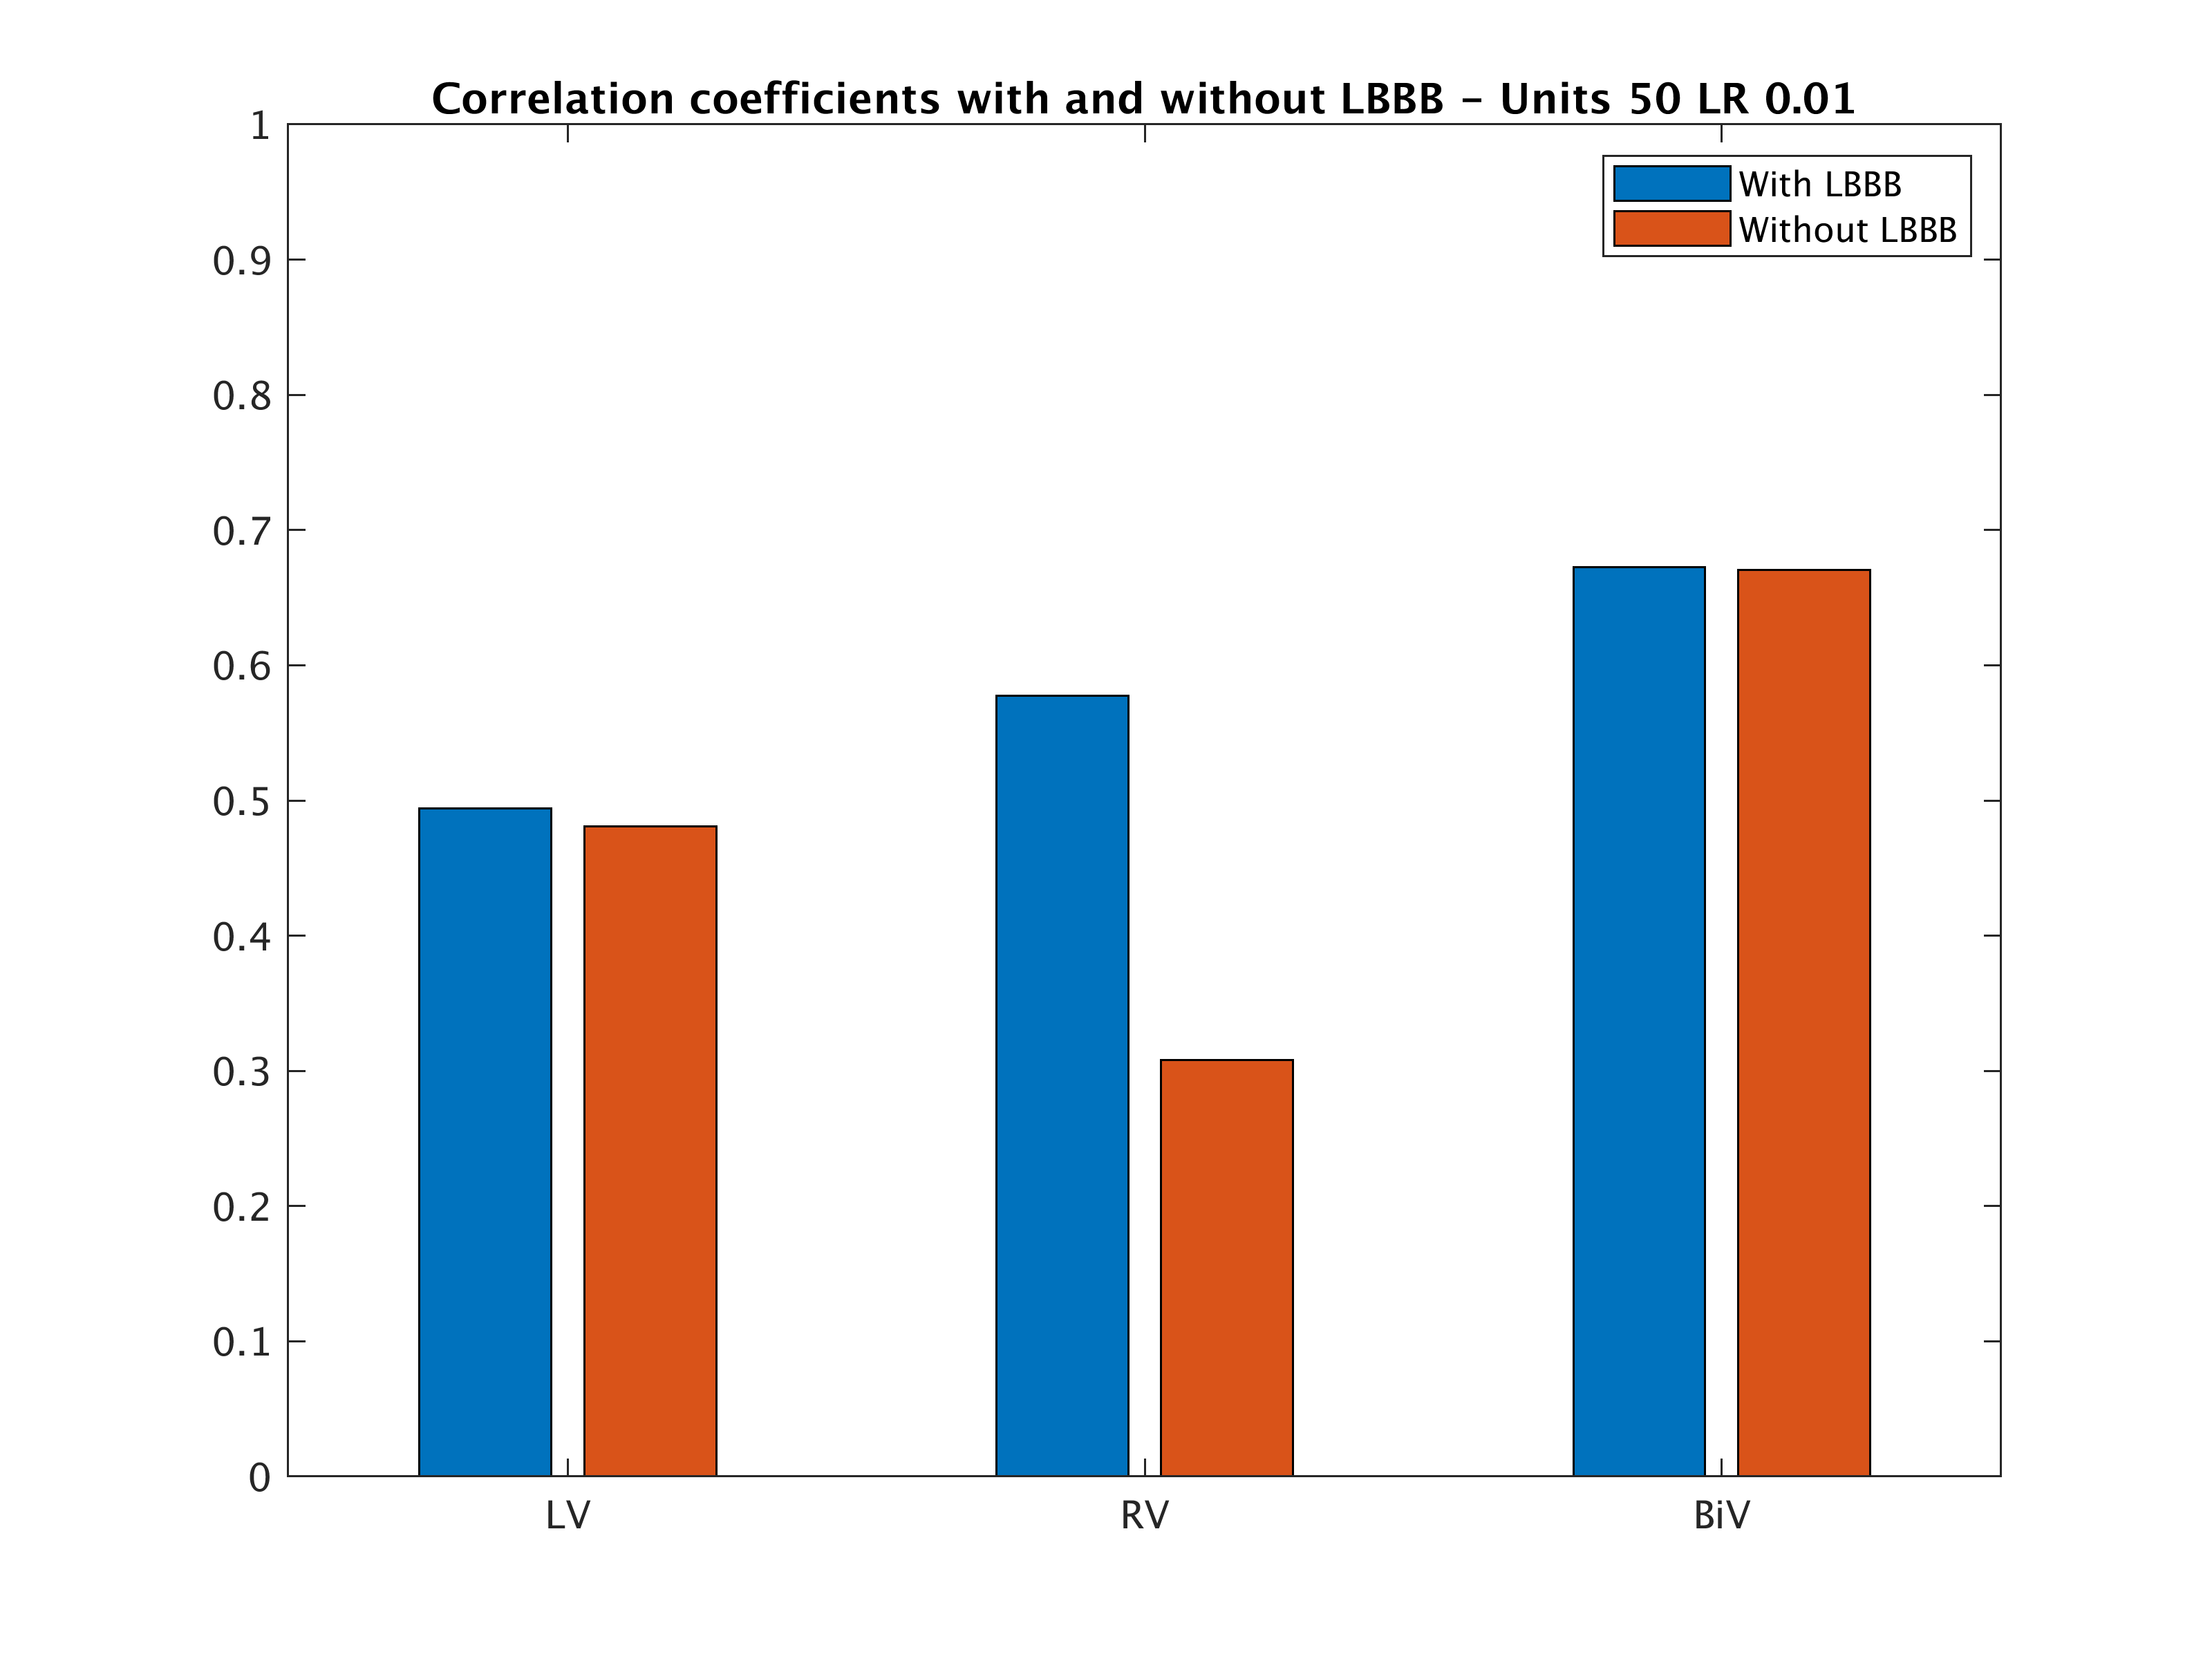 Correlation coefficients with and without LBBB – Units 50 LR 0.01
1
With LBBB
Without LBBB
0.9
0.8
0.7
0.6
0.5
0.4
0.3
0.2
0.1
0
LV RV BiV